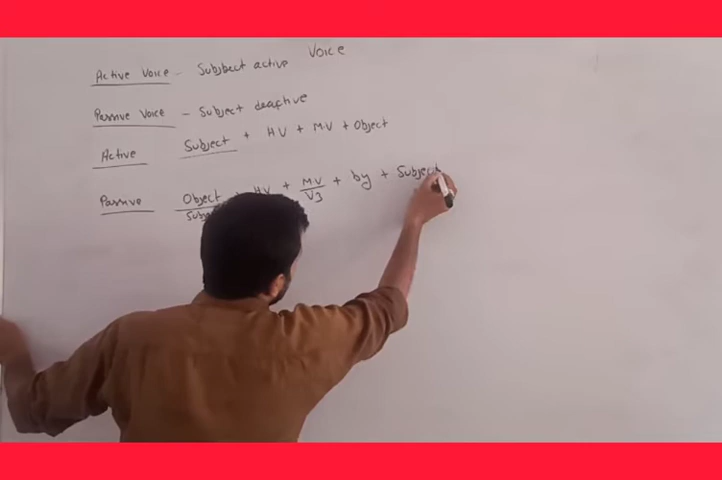 Voice
Active Voice - Subject active
Passive Voice - Subject deactive
Active Subject + HV + MV + Object
Passive Object + HV + MV + by + Subject
V3